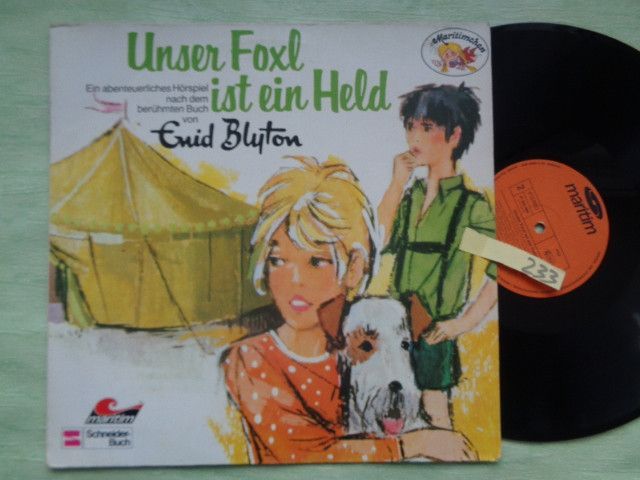 Unser Foxl
ist ein Held
Ein abenteuerliches Hörspiel
nach dem
berühmten Buch
von
Enid Blyton
Maritimchen
maritim
Schneider-
Buch
maritim
2
233